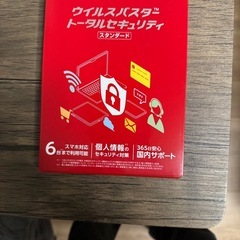 ウイルスバスター™
トータルセキュリティ
スタンダード
6台まで利用可能
スマホ対応
個人情報の
セキュリティ対策
365日安心
国内サポート